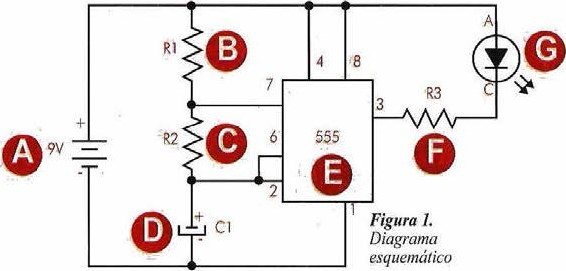 A
B
R1
4
8
G
7
R3
A
9V
+
-
R2
C
6
555
3
F
C
E
2
D
+
-
C1
1
Figura 1.
Diagrama
esquemático